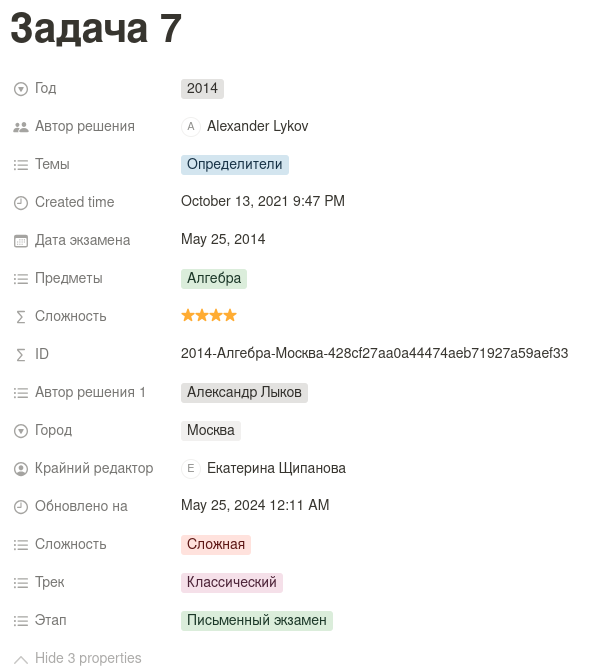 Задача 7
Год 2014
Автор решения A Alexander Lykov
Темы Определители
Created time October 13, 2021 9:47 PM
Дата экзамена May 25, 2014
Предметы Алгебра
Сложность ⭐⭐⭐⭐
ID 2014-Алгебра-Москва-428cf27aa0a44474aeb71927a59aef33
Автор решения 1 Александр Лыков
Город Москва
Крайний редактор E Екатерина Щипанова
Обновлено на May 25, 2024 12:11 AM
Сложность Сложная
Трек Классический
Этап Письменный экзамен
Hide 3 properties